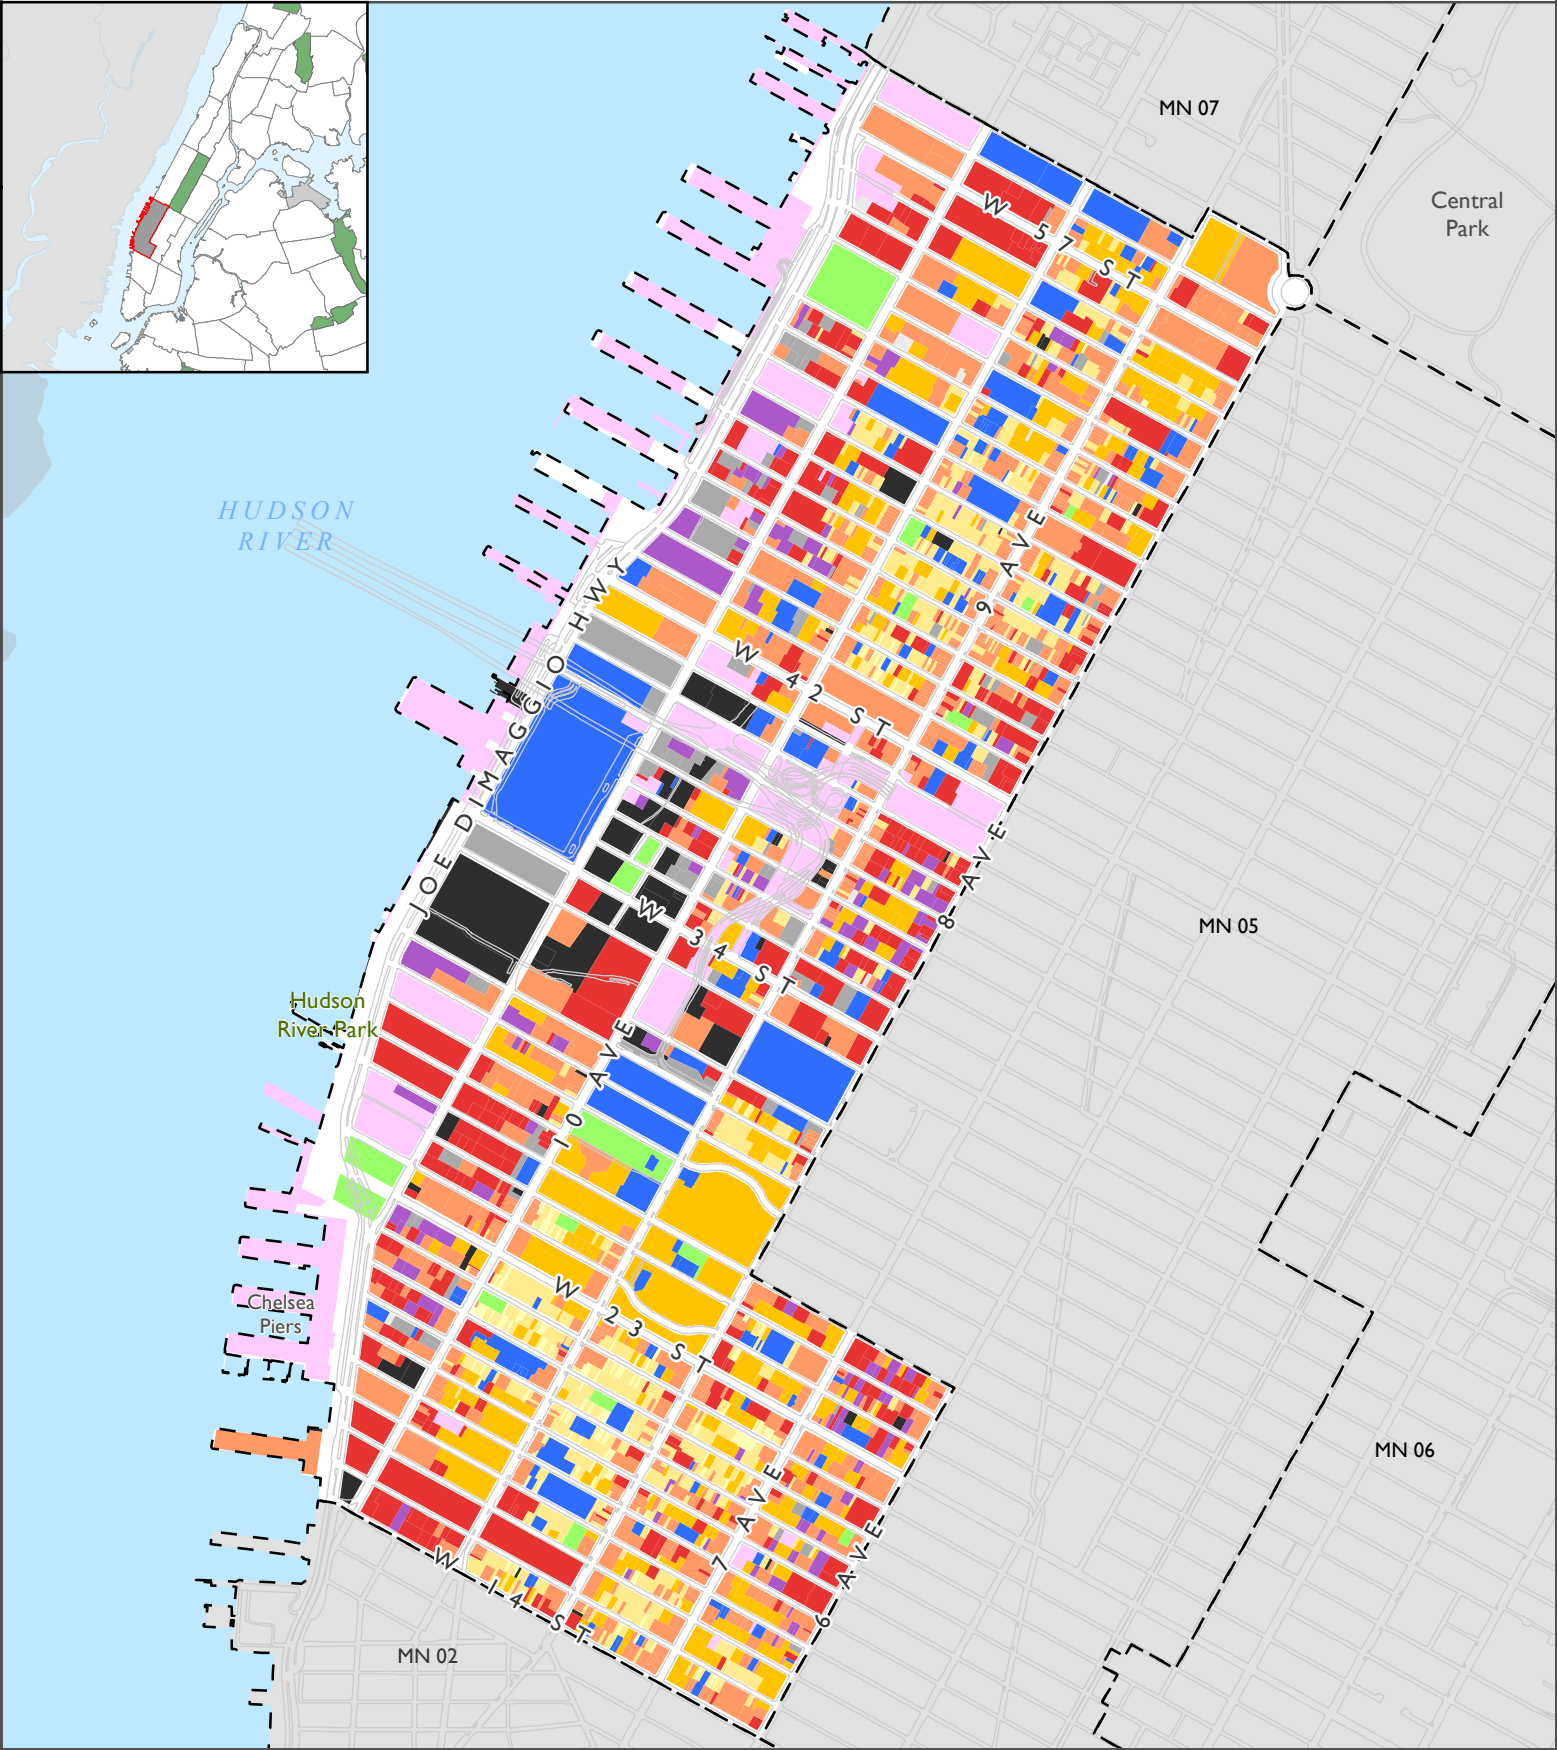 MN 07
Central
Park
W 57 ST
HUDSON
RIVER
9 AVE
JOE DIMAGGIO HWY
W 42 ST
8 AVE
W 34 ST
MN 05
Hudson
River Park
10 AVE
Chelsea
Piers
W 23 ST
MN 06
7 AVE
6 AVE
W 14 ST
MN 02